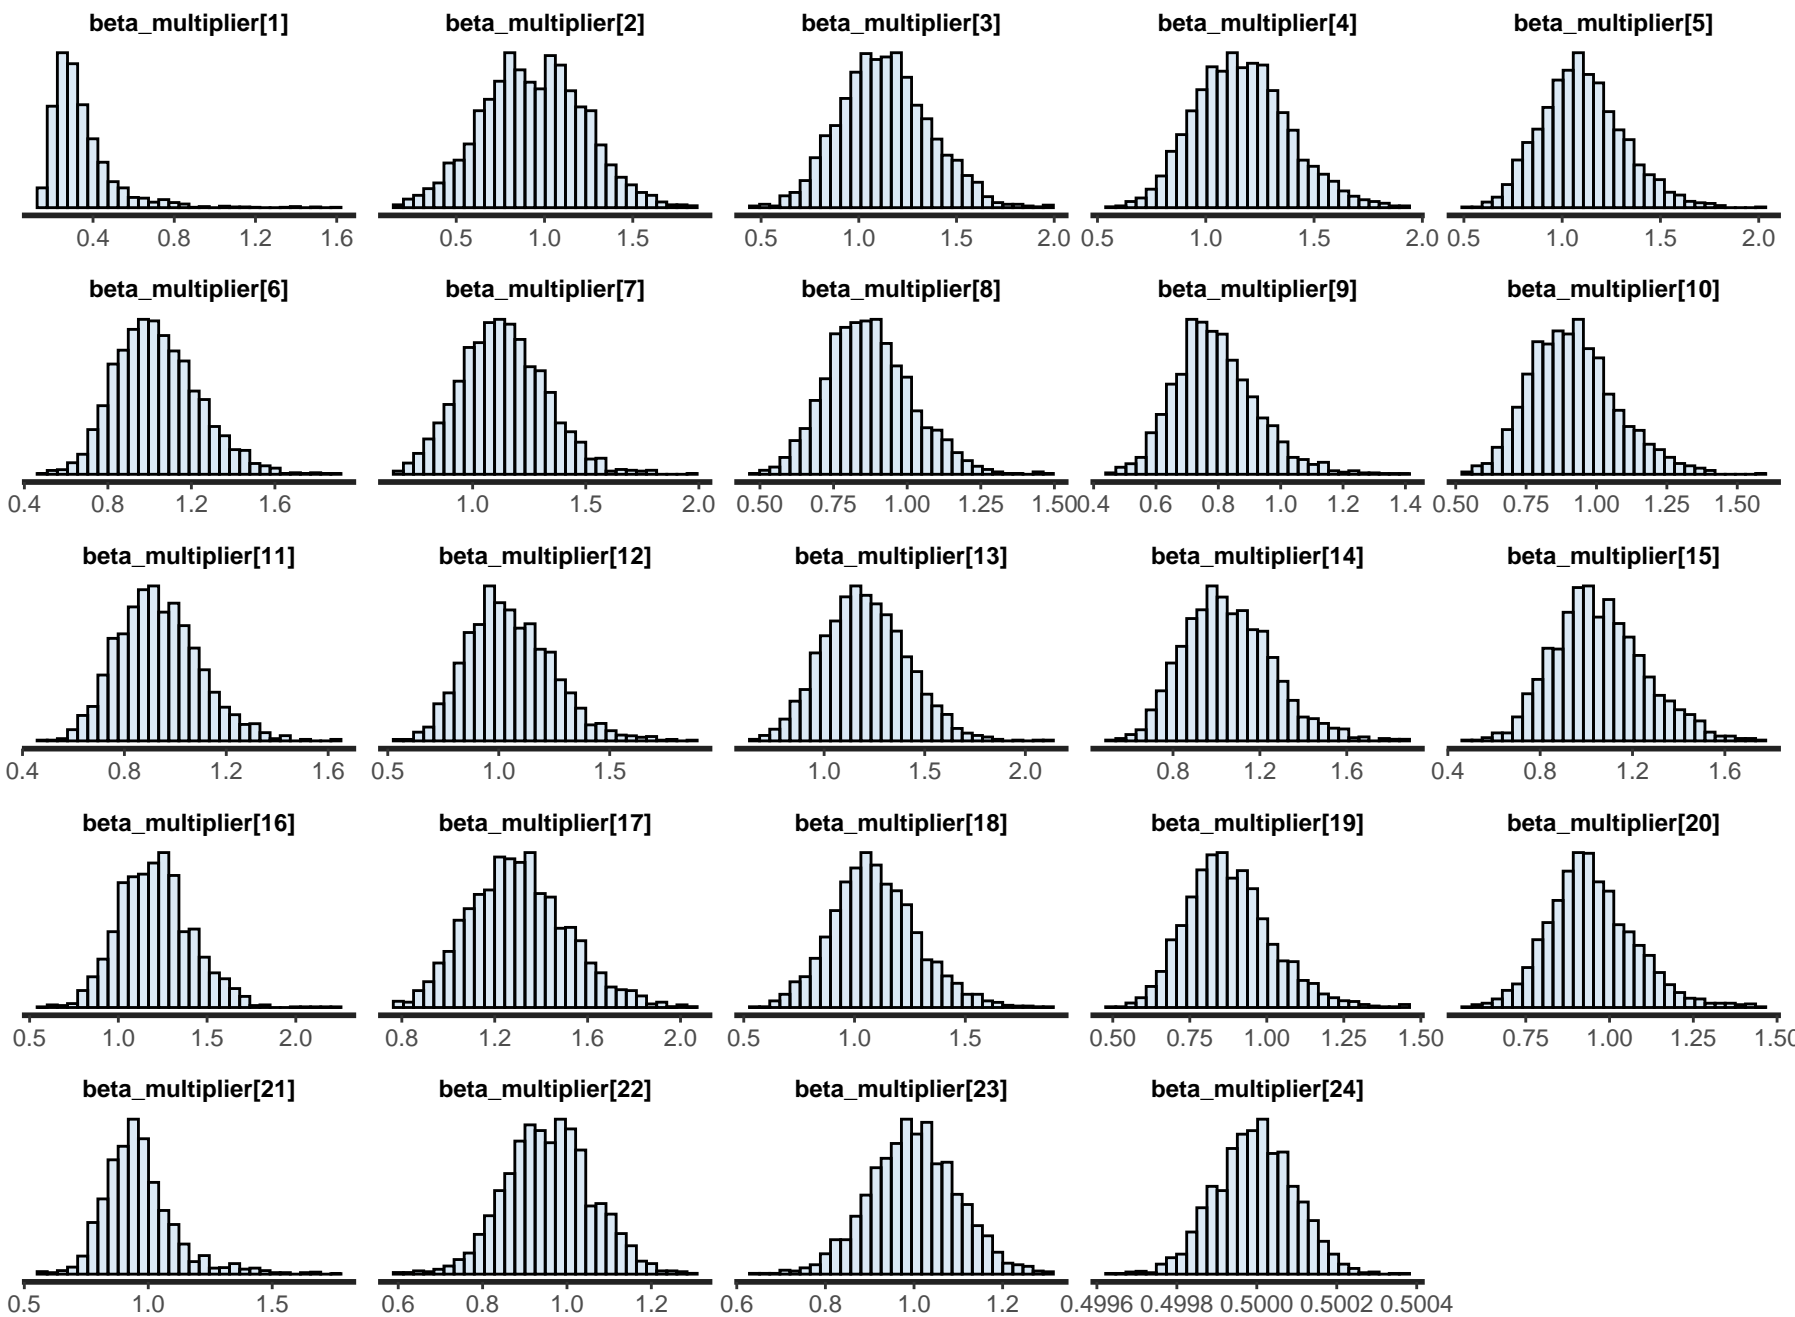 beta_multiplier[1] beta_multiplier[2] beta_multiplier[3] beta_multiplier[4] beta_multiplier[5]
0.4 0.8 1.2 1.6 0.5 1.0 1.5 0.5 1.0 1.5 2.0 0.5 1.0 1.5 2.0 0.5 1.0 1.5 2.0
beta_multiplier[6] beta_multiplier[7] beta_multiplier[8] beta_multiplier[9] beta_multiplier[10]
0.4 0.8 1.2 1.6 1.0 1.5 2.0 0.50 0.75 1.00 1.25 1.50 0.4 0.6 0.8 1.0 1.2 1.4 0.50 0.75 1.00 1.25 1.50
beta_multiplier[11] beta_multiplier[12] beta_multiplier[13] beta_multiplier[14] beta_multiplier[15]
0.4 0.8 1.2 1.6 0.5 1.0 1.5 1.0 1.5 2.0 0.8 1.2 1.6 0.4 0.8 1.2 1.6
beta_multiplier[16] beta_multiplier[17] beta_multiplier[18] beta_multiplier[19] beta_multiplier[20]
0.5 1.0 1.5 2.0 0.8 1.2 1.6 2.0 0.5 1.0 1.5 0.50 0.75 1.00 1.25 1.50 0.75 1.00 1.25 1.50
beta_multiplier[21] beta_multiplier[22] beta_multiplier[23] beta_multiplier[24]
0.5 1.0 1.5 0.6 0.8 1.0 1.2 0.6 0.8 1.0 1.2 0.4996 0.4998 0.5000 0.5002 0.5004